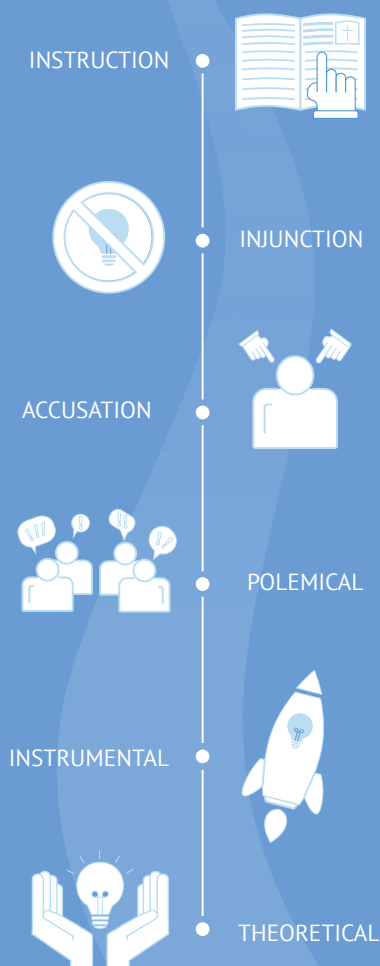 INSTRUCTION
INJUNCTION
ACCUSATION
POLEMICAL
INSTRUMENTAL
THEORETICAL